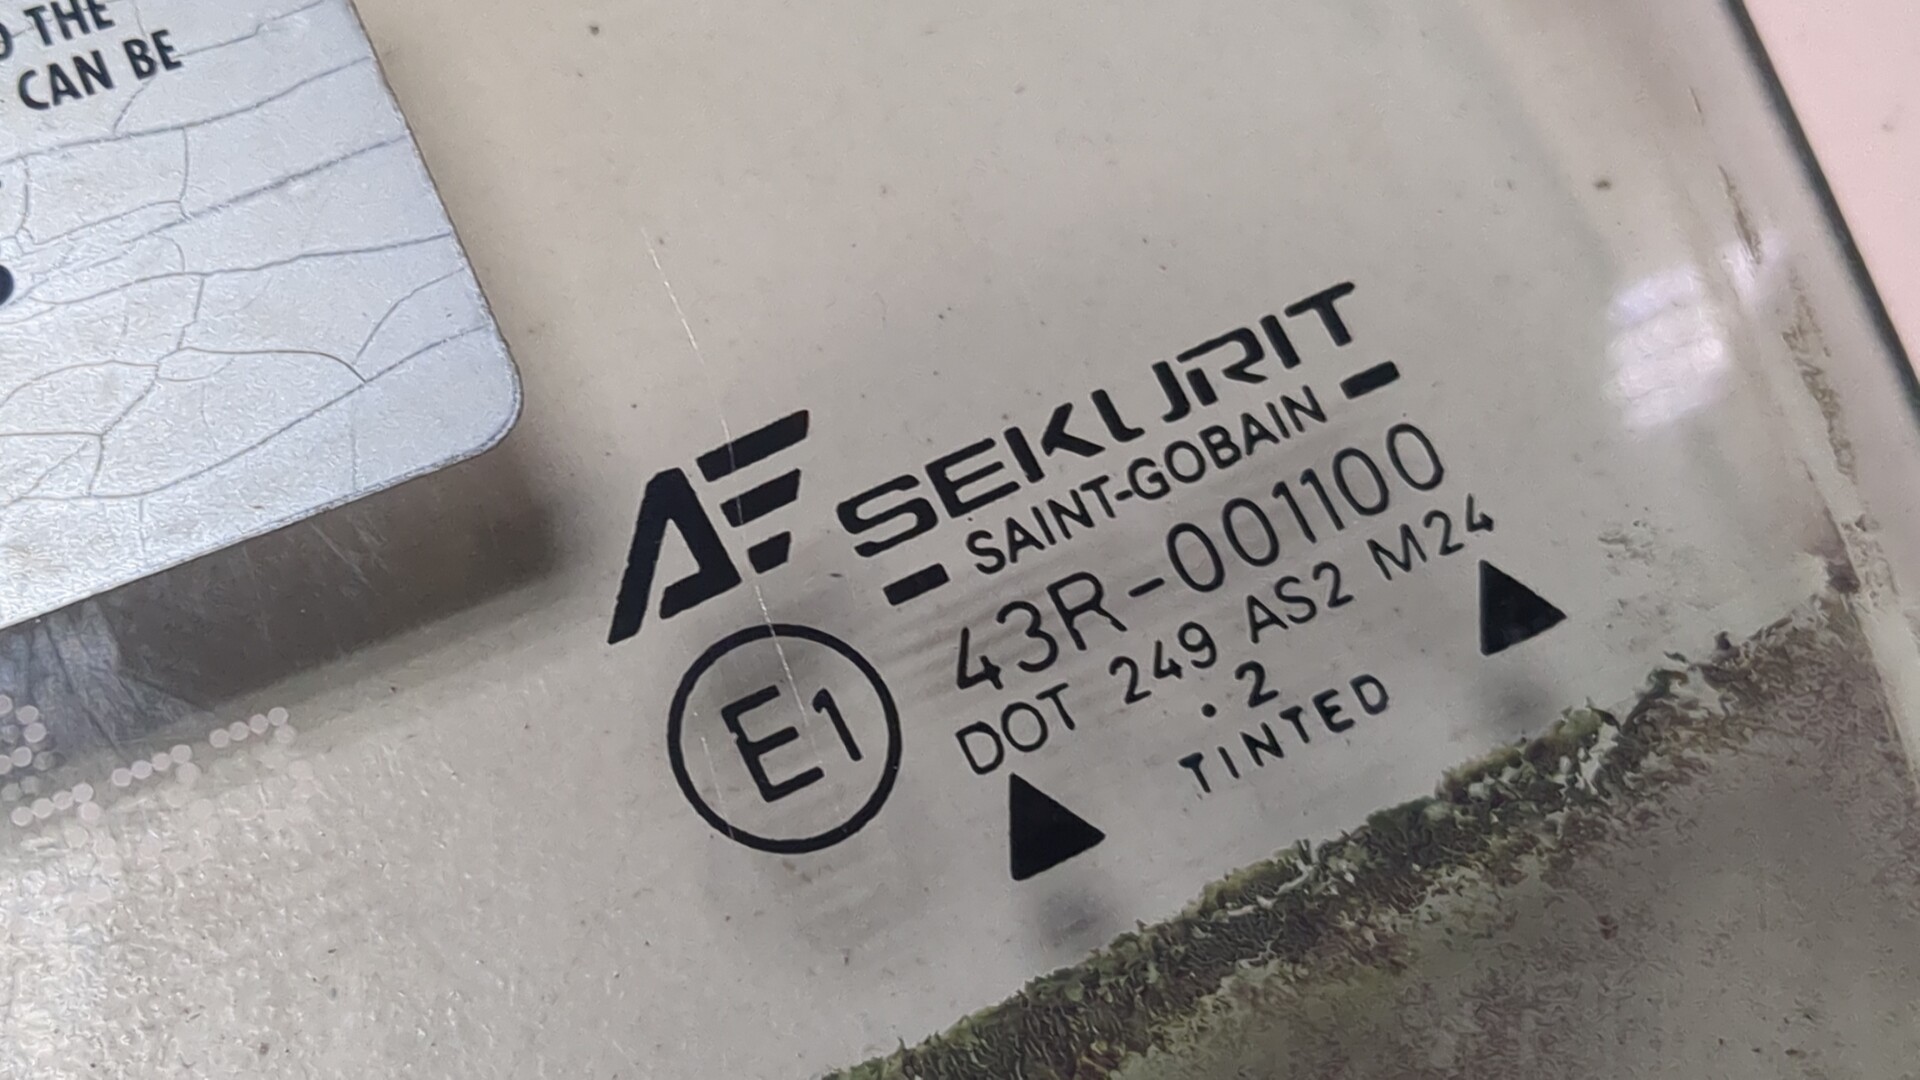 THE
CAN BE
SEKURIT
SAINT-GOBAIN
43R-001100
E1
DOT 249 AS2 M24
. 2
TINTED